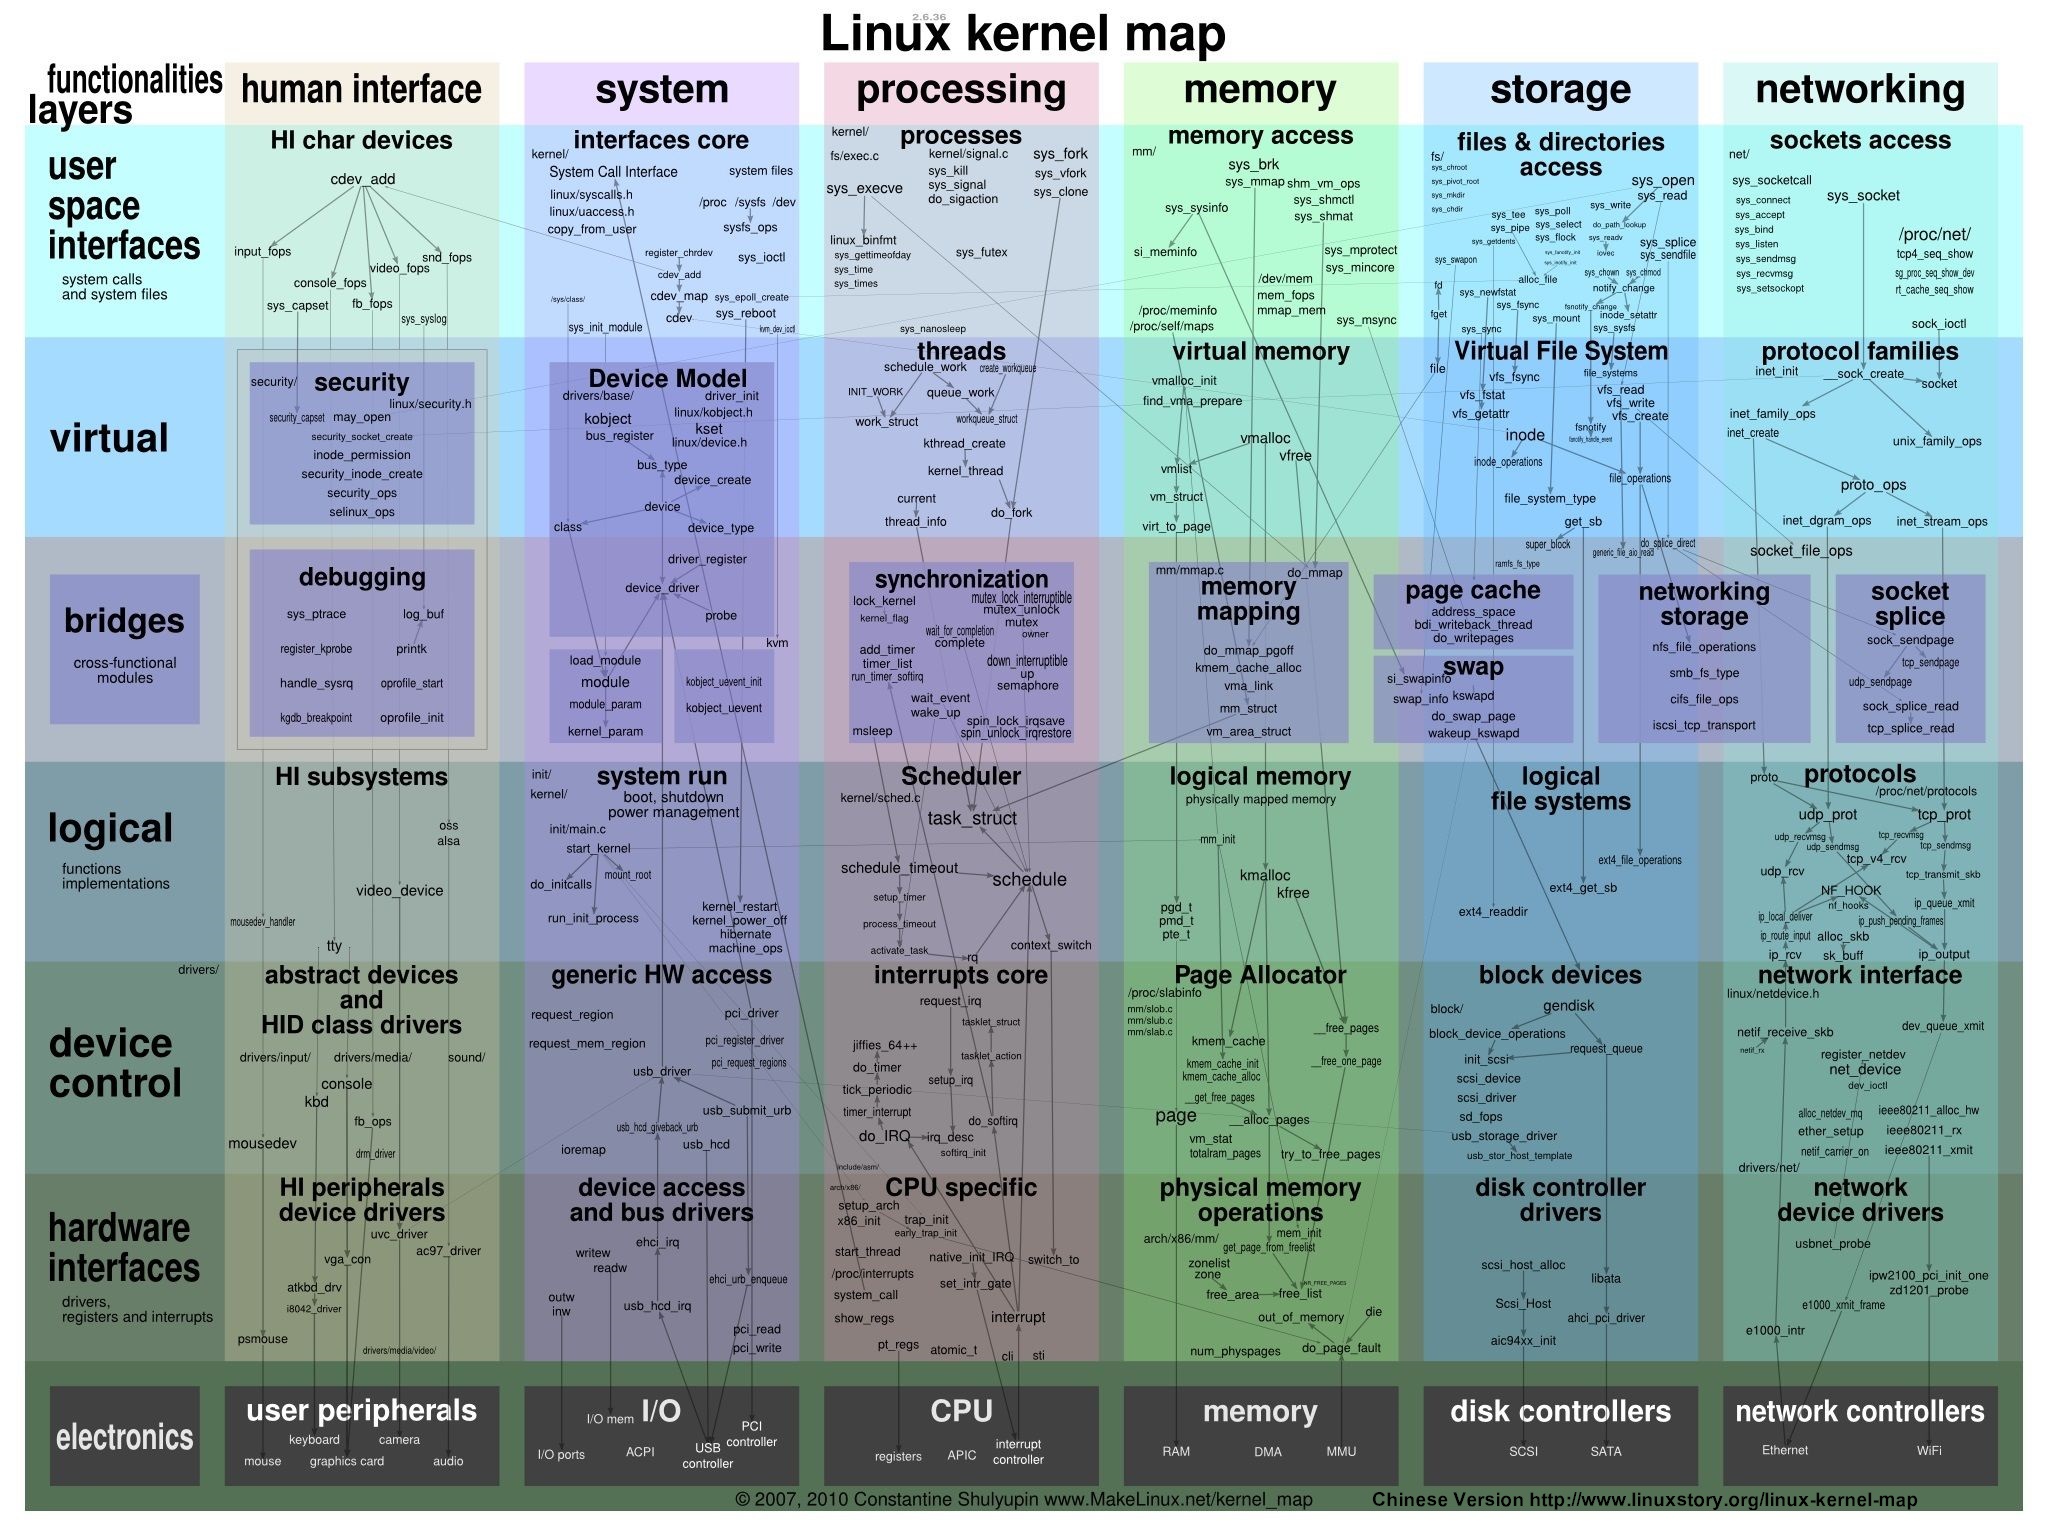 2.6.36
Linux kernel map
functionalities
layers
human interface
system
processing
memory
storage
networking
user
space
interfaces
system calls
and system files
HI char devices
cdev_add
input_fops
console_fops
video_fops
snd_fops
sys_capset
fb_fops
sys_syslog
interfaces core
kernel/
System Call Interface
system files
linux/syscalls.h
linux/uaccess.h
copy_from_user
/proc /sysfs /dev
sysfs_ops
register_chrdev
sys_ioctl
cdev_add
cdev_map
sys_epoll_create
/sys/class/
cdev
sys_reboot
sys_init_module
kvm_dev_ioctl
kernel/
processes
fs/exec.c
kernel/signal.c
sys_fork
sys_kill
sys_vfork
sys_execve
sys_signal
sys_clone
do_sigaction
linux_binfmt
sys_gettimeofday
sys_futex
sys_time
sys_times
sys_nanosleep
memory access
mm/
sys_brk
sys_mmap
shm_vm_ops
sys_shmctl
sys_sysinfo
sys_shmat
si_meminfo
sys_mprotect
sys_mincore
/dev/mem
mem_fops
mmap_mem
/proc/meminfo
/proc/self/maps
sys_msync
files & directories
access
fs/
sys_chroot
sys_pivot_root
sys_mkdir
sys_chdir
sys_open
sys_read
sys_write
sys_tee
sys_pipe
sys_poll
sys_select
sys_flock
do_path_lookup
sys_getdents
sys_readv
iovec
sys_splice
sys_sendfile
sys_swapon
sys_fanotify_init
sys_inotify_init
alloc_file
sys_chown
sys_chmod
fd
sys_newfstat
notify_change
fget
sys_fsync
fsnotify_change
inode_setattr
sys_sync
sys_mount
sys_sysfs
sockets access
net/
sys_socketcall
sys_socket
sys_connect
sys_accept
sys_bind
sys_listen
sys_sendmsg
sys_recvmsg
sys_setsockopt
/proc/net/
tcp4_seq_show
sg_proc_seq_show_dev
rt_cache_seq_show
sock_ioctl
virtual
security/
security
linux/security.h
security_capset
may_open
security_socket_create
inode_permission
security_inode_create
security_ops
selinux_ops
Device Model
drivers/base/
driver_init
kobject
linux/kobject.h
bus_register
kset
linux/device.h
bus_type
device_create
device
class
device_type
driver_register
device_driver
probe
kvm
threads
schedule_work
create_workqueue
INIT_WORK
queue_work
work_struct
workqueue_struct
kthread_create
kernel_thread
current
thread_info
do_fork
virtual memory
vmalloc_init
find_vma_prepare
vmalloc
vfree
vmlist
vm_struct
virt_to_page
Virtual File System
file
vfs_fsync
file_systems
vfs_fstat
vfs_read
vfs_write
vfs_getattr
vfs_create
inode
fsnotify
fanotify_handle_event
inode_operations
file_operations
file_system_type
get_sb
super_block
generic_file_aio_read
do_splice_direct
ramfs_fs_type
protocol families
inet_init
__sock_create
socket
inet_family_ops
inet_create
unix_family_ops
proto_ops
inet_dgram_ops
inet_stream_ops
socket_file_ops
bridges
cross-functional
modules
debugging
sys_ptrace
log_buf
register_kprobe
printk
handle_sysrq
oprofile_start
kgdb_breakpoint
oprofile_init
load_module
module
module_param
kernel_param
kobject_uevent_init
kobject_uevent
synchronization
lock_kernel
kernel_flag
mutex_lock_interruptible
mutex_unlock
mutex
owner
wait_for_completion
complete
add_timer
timer_list
run_timer_softirq
down_interruptible
up
semaphore
wait_event
wake_up
spin_lock_irqsave
spin_unlock_irqrestore
msleep
mm/mmap.c
do_mmap
memory
mapping
do_mmap_pgoff
kmem_cache_alloc
vma_link
mm_struct
vm_area_struct
page cache
address_space
bdi_writeback_thread
do_writepages
swap
si_swapinfo
swap_info
kswapd
do_swap_page
wakeup_kswapd
networking
storage
nfs_file_operations
smb_fs_type
cifs_file_ops
iscsi_tcp_transport
socket
splice
sock_sendpage
tcp_sendpage
udp_sendpage
sock_splice_read
tcp_splice_read
logical
functions
implementations
HI subsystems
oss
alsa
video_device
mousedev_handler
tty
init/
kernel/
system run
boot, shutdown
power management
init/main.c
start_kernel
do_initcalls
mount_root
run_init_process
kernel_restart
kernel_power_off
hibernate
machine_ops
Scheduler
kernel/sched.c
task_struct
schedule_timeout
schedule
setup_timer
process_timeout
activate_task
rq
context_switch
logical memory
physically mapped memory
mm_init
kmalloc
kfree
pgd_t
pmd_t
pte_t
logical
file systems
ext4_file_operations
ext4_get_sb
ext4_readdir
proto
protocols
/proc/net/protocols
udp_prot
tcp_prot
udp_recvmsg
udp_sendmsg
tcp_recvmsg
tcp_sendmsg
tcp_v4_rcv
udp_rcv
tcp_transmit_skb
NF_HOOK
nf_hooks
ip_queue_xmit
ip_local_deliver
ip_push_pending_frames
ip_route_input
alloc_skb
ip_rcv
sk_buff
ip_output
device
control
drivers/
abstract devices
and
HID class drivers
drivers/input/
drivers/media/
sound/
console
kbd
fb_ops
mousedev
drm_driver
generic HW access
request_region
pci_driver
request_mem_region
pci_register_driver
pci_request_regions
usb_driver
usb_submit_urb
usb_hcd_giveback_urb
ioremap
usb_hcd
interrupts core
request_irq
tasklet_struct
jiffies_64++
do_timer
tasklet_action
tick_periodic
setup_irq
timer_interrupt
do_softirq
do_IRQ
irq_desc
softirq_init
include/asm/
Page Allocator
/proc/slabinfo
mm/slob.c
mm/slub.c
mm/slab.c
__free_pages
kmem_cache
kmem_cache_init
kmem_cache_alloc
__free_one_page
__get_free_pages
page
__alloc_pages
vm_stat
totalram_pages
try_to_free_pages
block devices
block/
gendisk
block_device_operations
request_queue
init_scsi
scsi_device
scsi_driver
sd_fops
usb_storage_driver
usb_stor_host_template
network interface
linux/netdevice.h
netif_receive_skb
netif_rx
dev_queue_xmit
register_netdev
net_device
dev_ioctl
alloc_netdev_mq
ieee80211_alloc_hw
ether_setup
ieee80211_rx
netif_carrier_on
ieee80211_xmit
drivers/net/
hardware
interfaces
drivers,
registers and interrupts
HI peripherals
device drivers
uvc_driver
vga_con
ac97_driver
atkbd_drv
i8042_driver
psmouse
drivers/media/video/
device access
and bus drivers
ehci_irq
writew
readw
ehci_urb_enqueue
outw
inw
usb_hcd_irq
pci_read
pci_write
arch/x86/
CPU specific
setup_arch
x86_init
trap_init
early_trap_init
start_thread
native_init_IRQ
switch_to
/proc/interrupts
set_intr_gate
system_call
show_regs
interrupt
pt_regs
atomic_t
cli
sti
physical memory
operations
arch/x86/mm/
mem_init
get_page_from_freelist
zonelist
zone
NR_FREE_PAGES
free_area
free_list
out_of_memory
die
num_physpages
do_page_fault
disk controller
drivers
scsi_host_alloc
libata
Scsi_Host
ahci_pci_driver
aic94xx_init
network
device drivers
usbnet_probe
ipw2100_pci_init_one
zd1201_probe
e1000_xmit_frame
e1000_intr
electronics
user peripherals
keyboard
camera
mouse
graphics card
audio
I/O mem
I/O
I/O ports
ACPI
USB
controller
PCI
controller
CPU
registers
APIC
interrupt
controller
memory
RAM
DMA
MMU
disk controllers
SCSI
SATA
network controllers
Ethernet
WiFi
© 2007, 2010 Constantine Shulyupin www.MakeLinux.net/kernel_map
Chinese Version http://www.linuxstory.org/linux-kernel-map